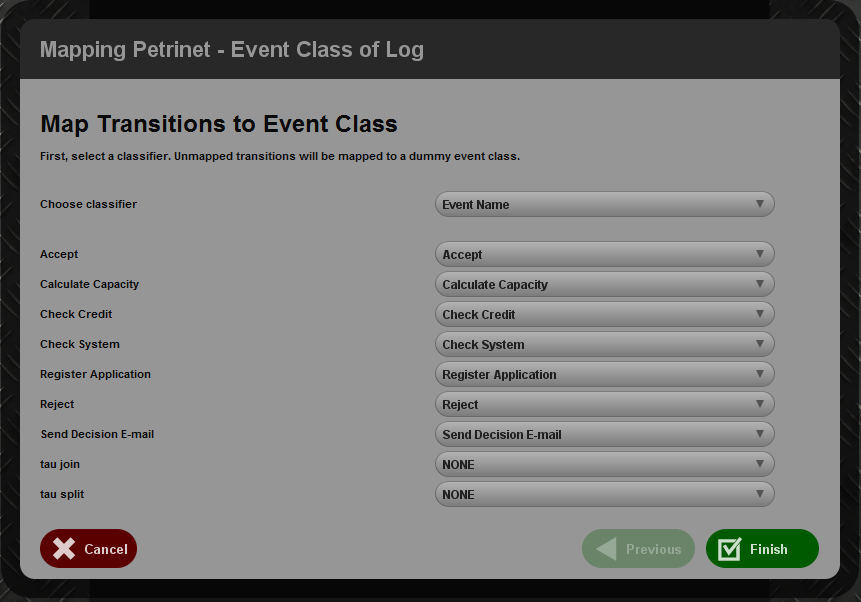 Mapping Petrinet - Event Class of Log
Map Transitions to Event Class
First, select a classifier. Unmapped transitions will be mapped to a dummy event class.
Choose classifier Event Name
Accept Accept
Calculate Capacity Calculate Capacity
Check Credit Check Credit
Check System Check System
Register Application Register Application
Reject Reject
Send Decision E-mail Send Decision E-mail
tau join NONE
tau split NONE
Cancel Previous Finish